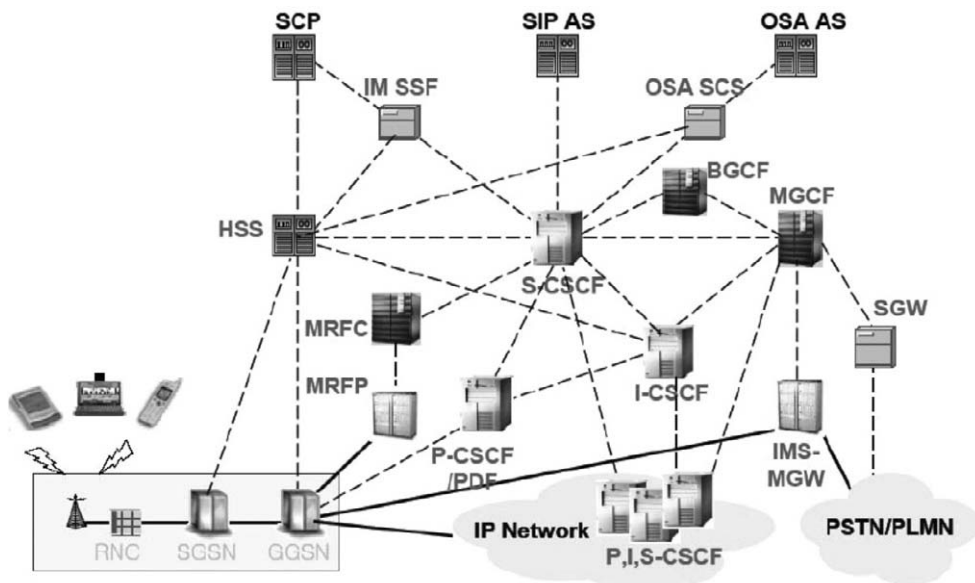 SCP
SIP AS
OSA AS
IM SSF
OSA SCS
BGCF
MGCF
HSS
S-CSCF
SGW
MRFC
MRFP
I-CSCF
P-CSCF
/PDF
IMS-
MGW
IP Network
PSTN/PLMN
RNC
SGSN
GGSN
P,I,S-CSCF